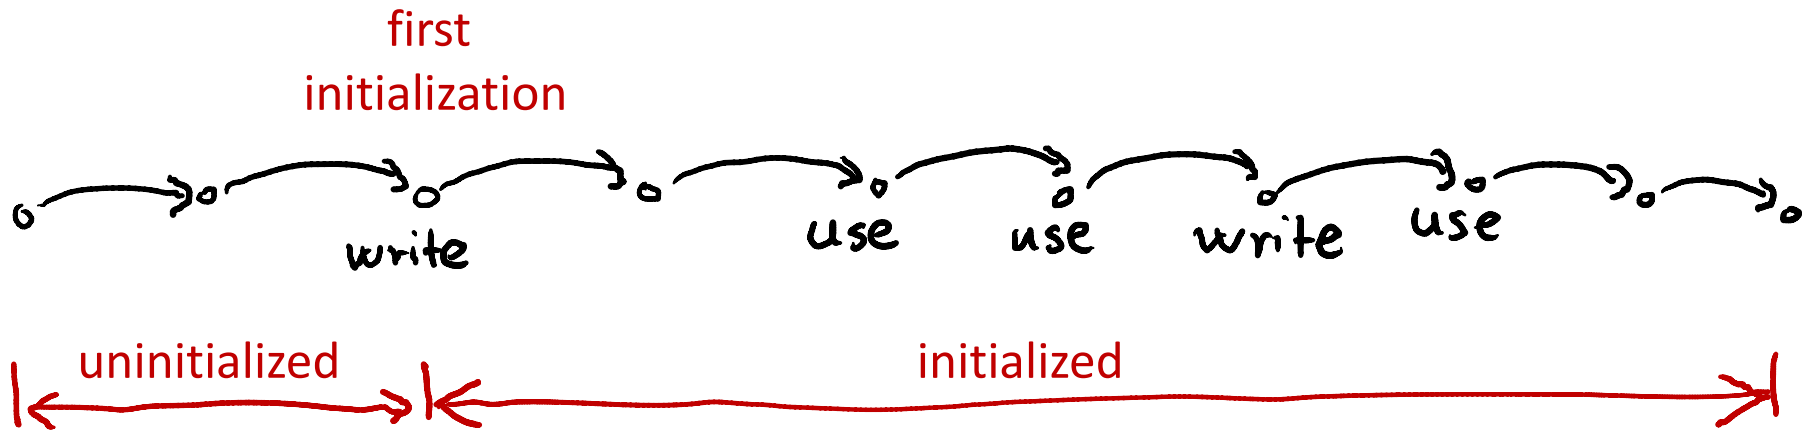 first
initialization
write
use
use
write
use
uninitialized
initialized